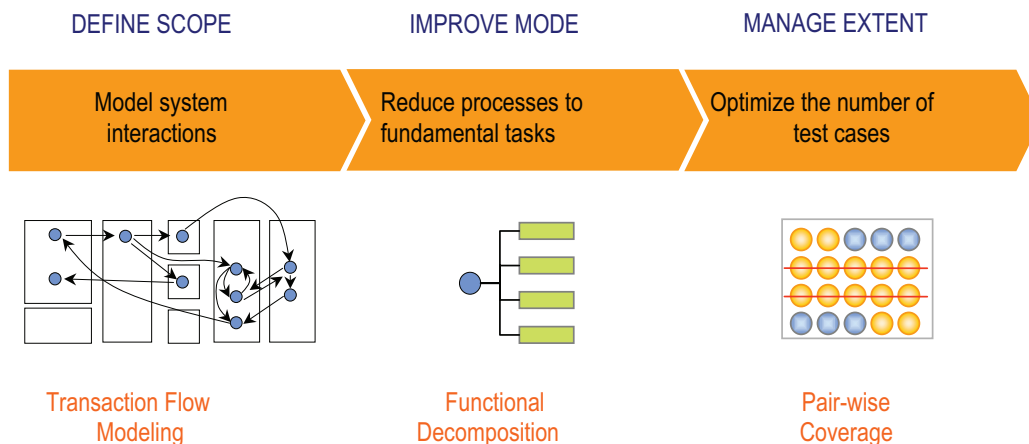 DEFINE SCOPE
IMPROVE MODE
MANAGE EXTENT
Model system
interactions
Reduce processes to
fundamental tasks
Optimize the number of
test cases
Transaction Flow
Modeling
Functional
Decomposition
Pair-wise
Coverage